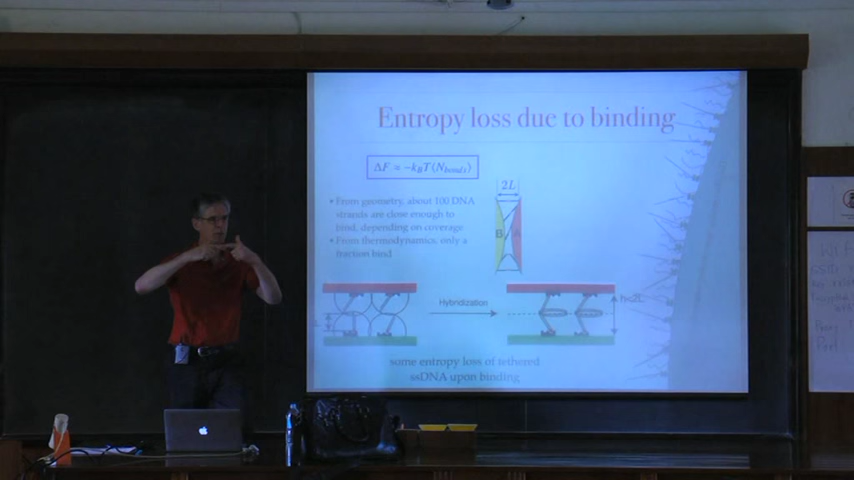 Entropy loss due to binding
ΔF = −k_BT⟨N_bonds⟩
2L
• From geometry, about 100 DNA
strands are close enough to
bind, depending on coverage
• From thermodynamics, only a
fraction bind
B
A
Hybridization
h<2L
L
some entropy loss of tethered
ssDNA upon binding